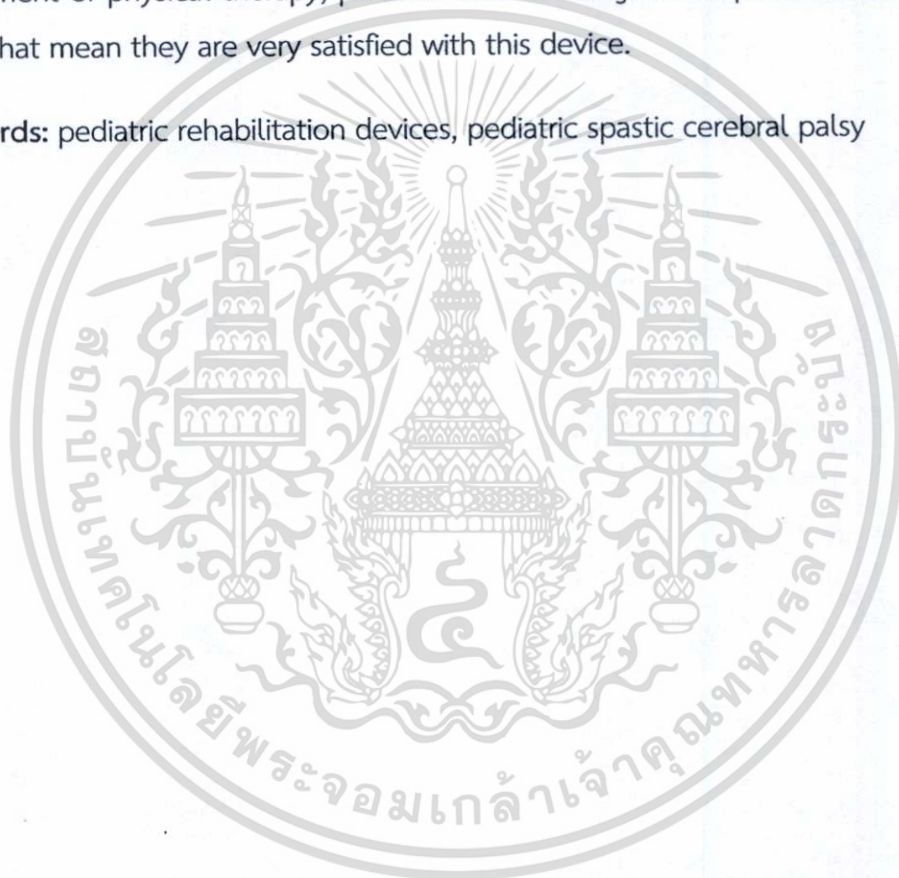 that mean they are very satisfied with this device.
rds: pediatric rehabilitation devices, pediatric spastic cerebral palsy
สถาบันเทคโนโลยีพระจอมเกล้าเจ้าคุณทหารลาดกระบัง
๔